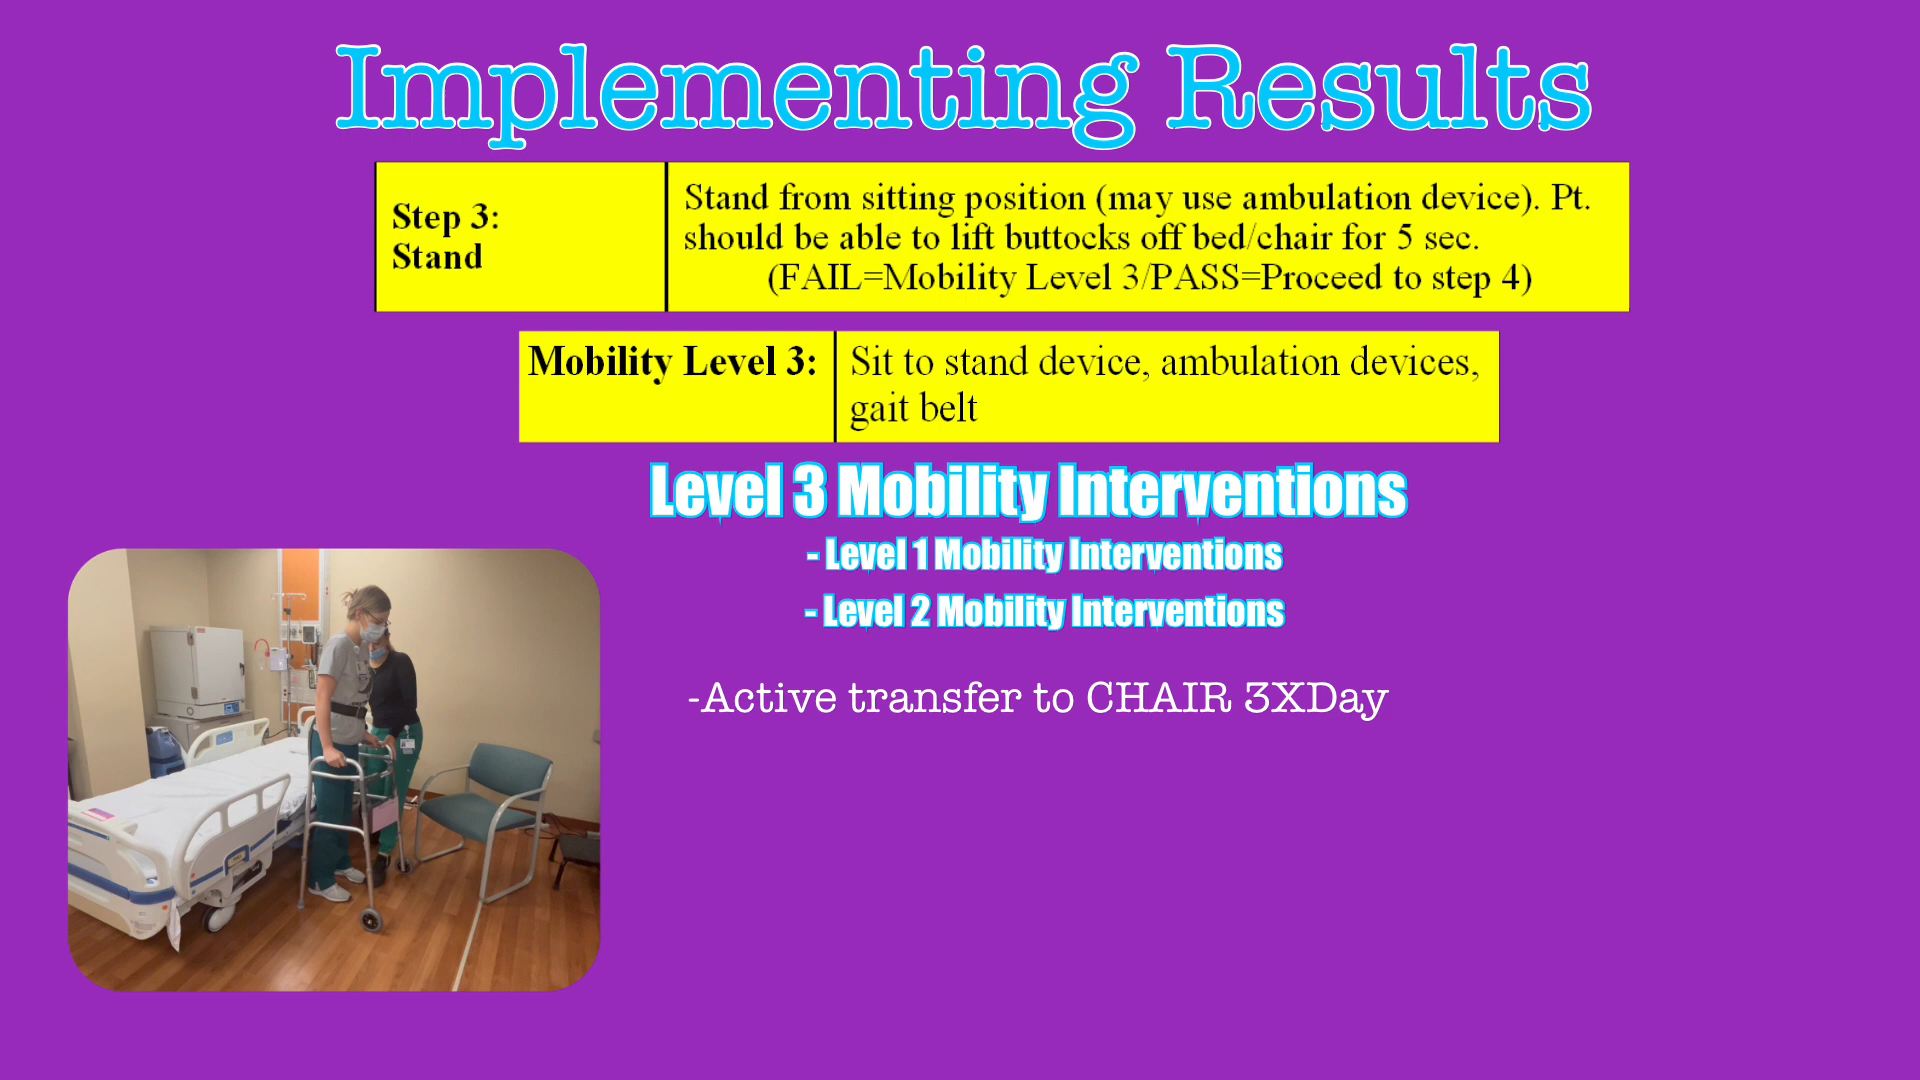 Implementing Results
Step 3:
Stand
Stand from sitting position (may use ambulation device). Pt.
should be able to lift buttocks off bed/chair for 5 sec.
(FAIL=Mobility Level 3/PASS=Proceed to step 4)
Mobility Level 3:
Sit to stand device, ambulation devices,
gait belt
Level 3 Mobility Interventions
- Level 1 Mobility Interventions
- Level 2 Mobility Interventions
-Active transfer to CHAIR 3XDay